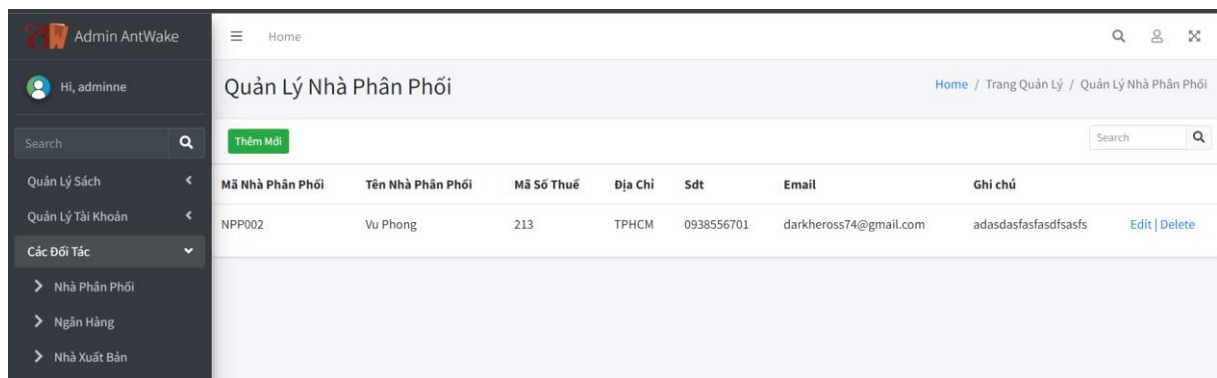 Admin AntWake
Home
Hi, adminne
Quản Lý Nhà Phân Phối
Home / Trang Quản Lý / Quản Lý Nhà Phân Phối
Search
Thêm Mới
Search
Quản Lý Sách
Quản Lý Tài Khoản
Các Đối Tác
Nhà Phân Phối
Ngân Hàng
Nhà Xuất Bản
Mã Nhà Phân Phối Tên Nhà Phân Phối Mã Số Thuế Địa Chỉ Sdt Email Ghi chú
NPP002 Vu Phong 213 TPHCM 0938556701 darkheross74@gmail.com adasdasfasfasdfsasfs Edit | Delete